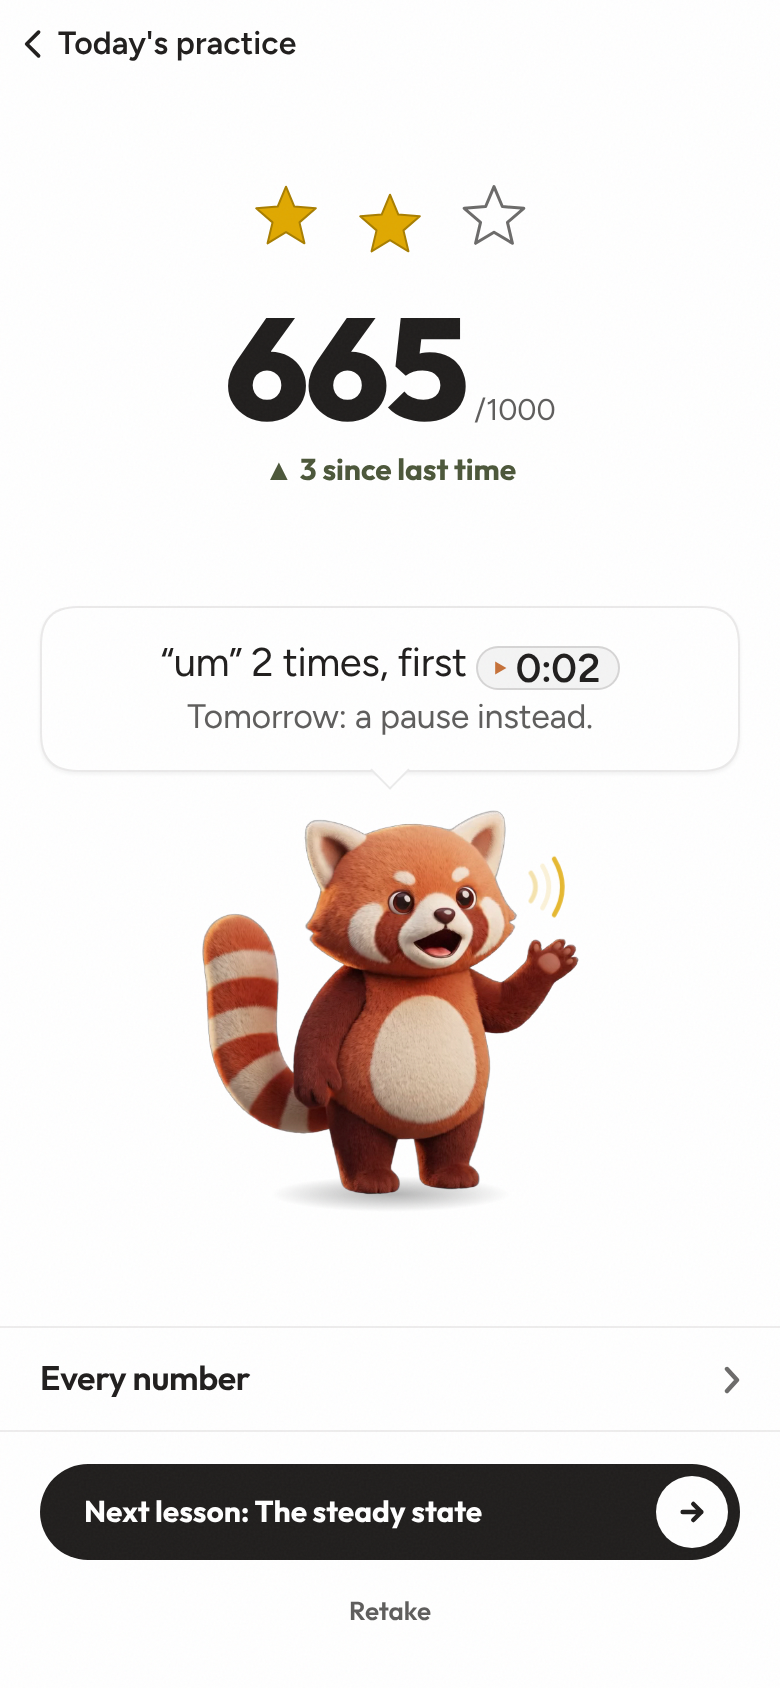 Today's practice
665 /1000
▲ 3 since last time
“um” 2 times, first ▶ 0:02
Tomorrow: a pause instead.
Every number
Next lesson: The steady state
Retake